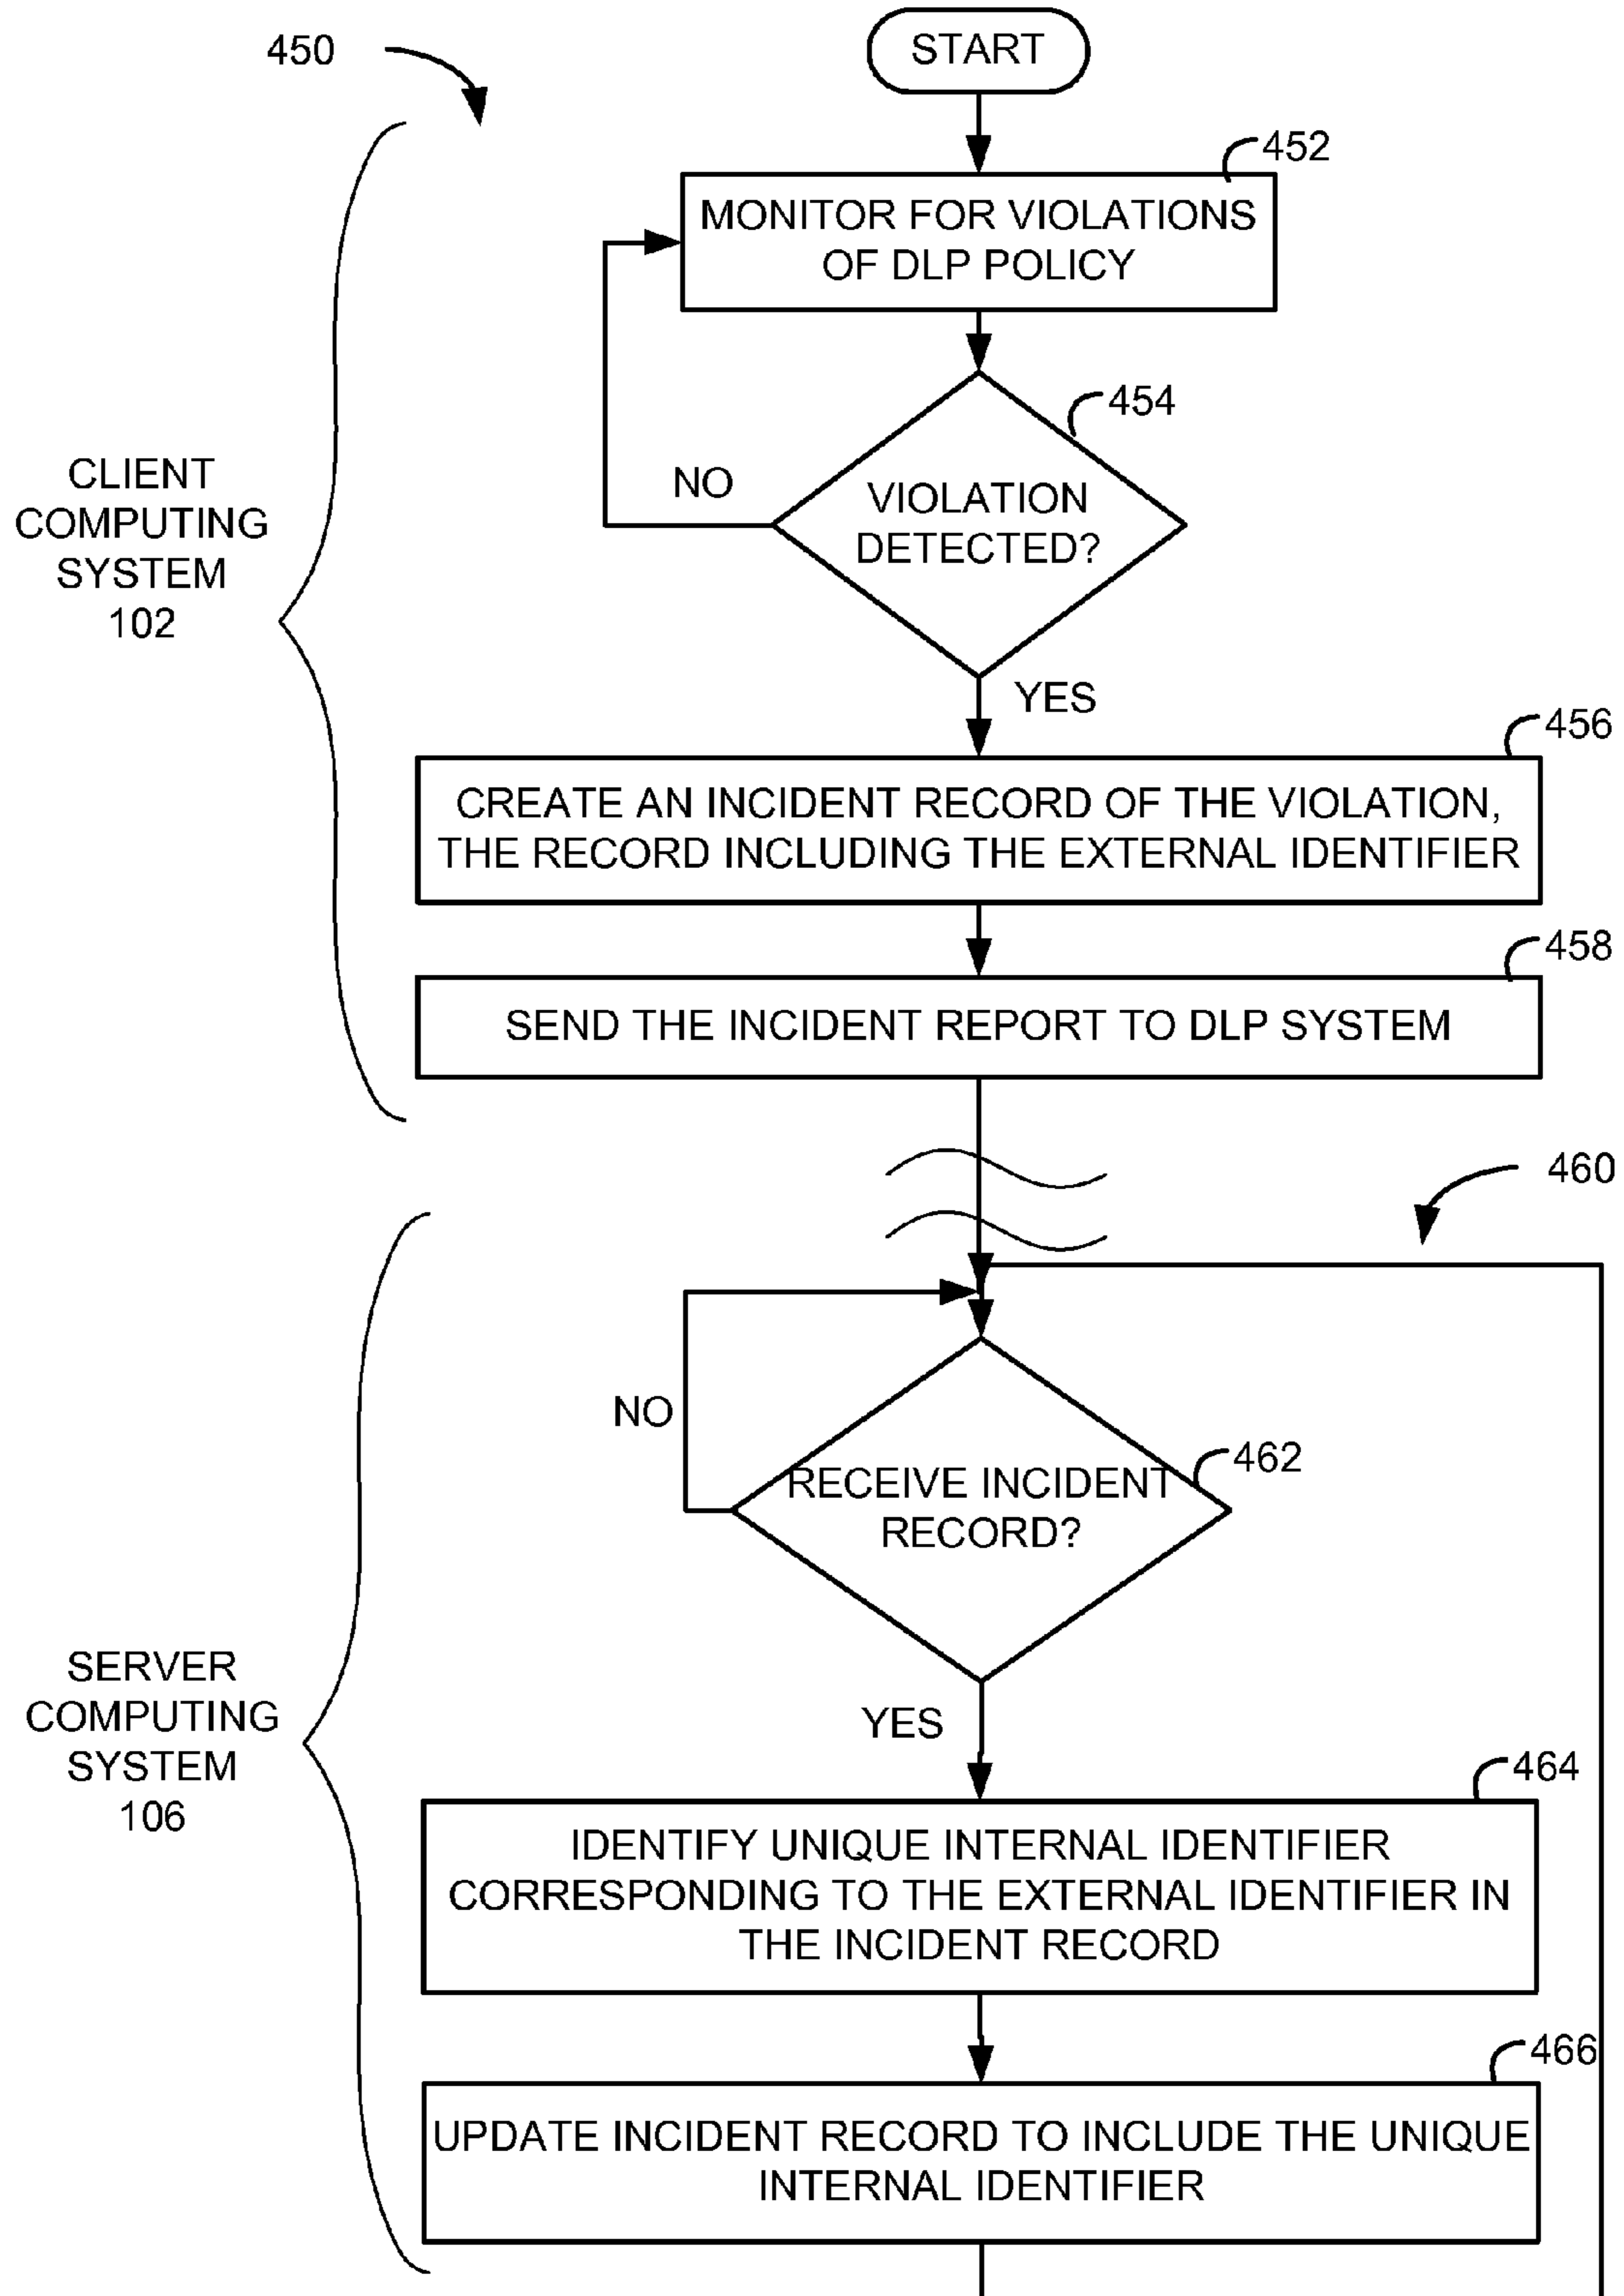 450
START
452
MONITOR FOR VIOLATIONS
OF DLP POLICY
454
NO
VIOLATION
DETECTED?
CLIENT
COMPUTING
SYSTEM
102
YES
456
CREATE AN INCIDENT RECORD OF THE VIOLATION,
THE RECORD INCLUDING THE EXTERNAL IDENTIFIER
458
SEND THE INCIDENT REPORT TO DLP SYSTEM
460
NO
462
RECEIVE INCIDENT
RECORD?
SERVER
COMPUTING
SYSTEM
106
YES
464
IDENTIFY UNIQUE INTERNAL IDENTIFIER
CORRESPONDING TO THE EXTERNAL IDENTIFIER IN
THE INCIDENT RECORD
466
UPDATE INCIDENT RECORD TO INCLUDE THE UNIQUE
INTERNAL IDENTIFIER